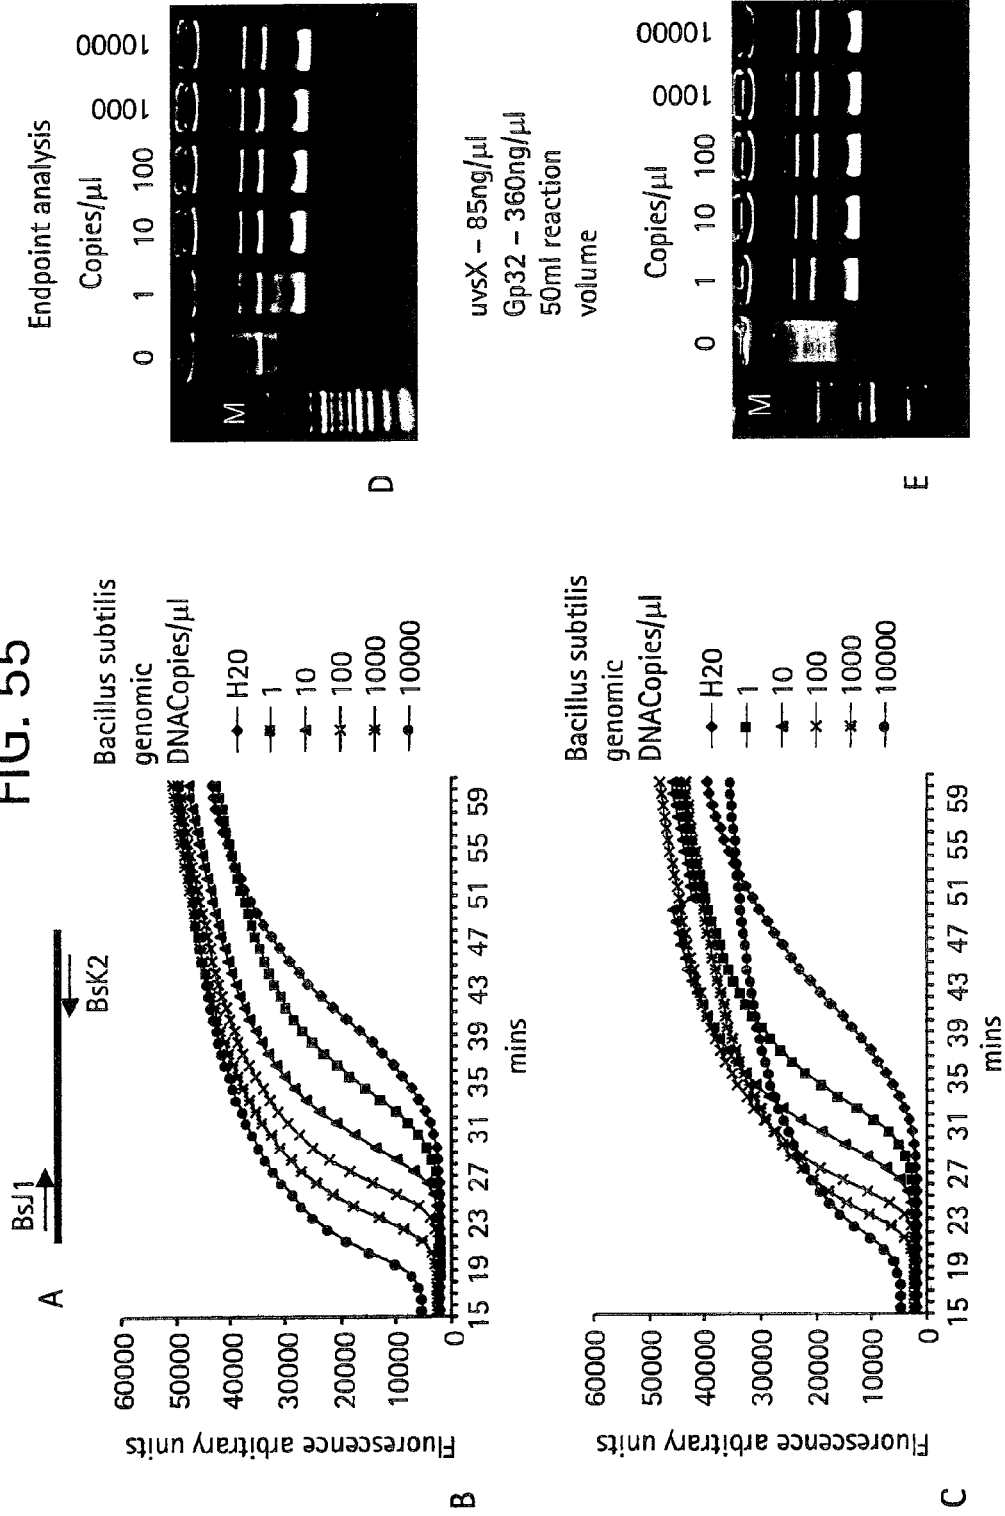 FIG. 55
A
BsJ1
BsK2
B
Fluorescence arbitrary units
60000
50000
40000
30000
20000
10000
0
15 19 23 27 31 35 39 43 47 51 55 59
mins
Bacillus subtilis
genomic
DNACopies/µl
H20
1
10
100
1000
10000
C
Fluorescence arbitrary units
60000
50000
40000
30000
20000
10000
0
15 19 23 27 31 35 39 43 47 51 55 59
mins
Bacillus subtilis
genomic
DNACopies/µl
H20
1
10
100
1000
10000
Endpoint analysis
Copies/µl
0 1 10 100 1000 10000
M
D
uvsX – 85ng/µl
Gp32 – 360ng/µl
50ml reaction
volume
Copies/µl
0 1 10 100 1000 10000
M
E